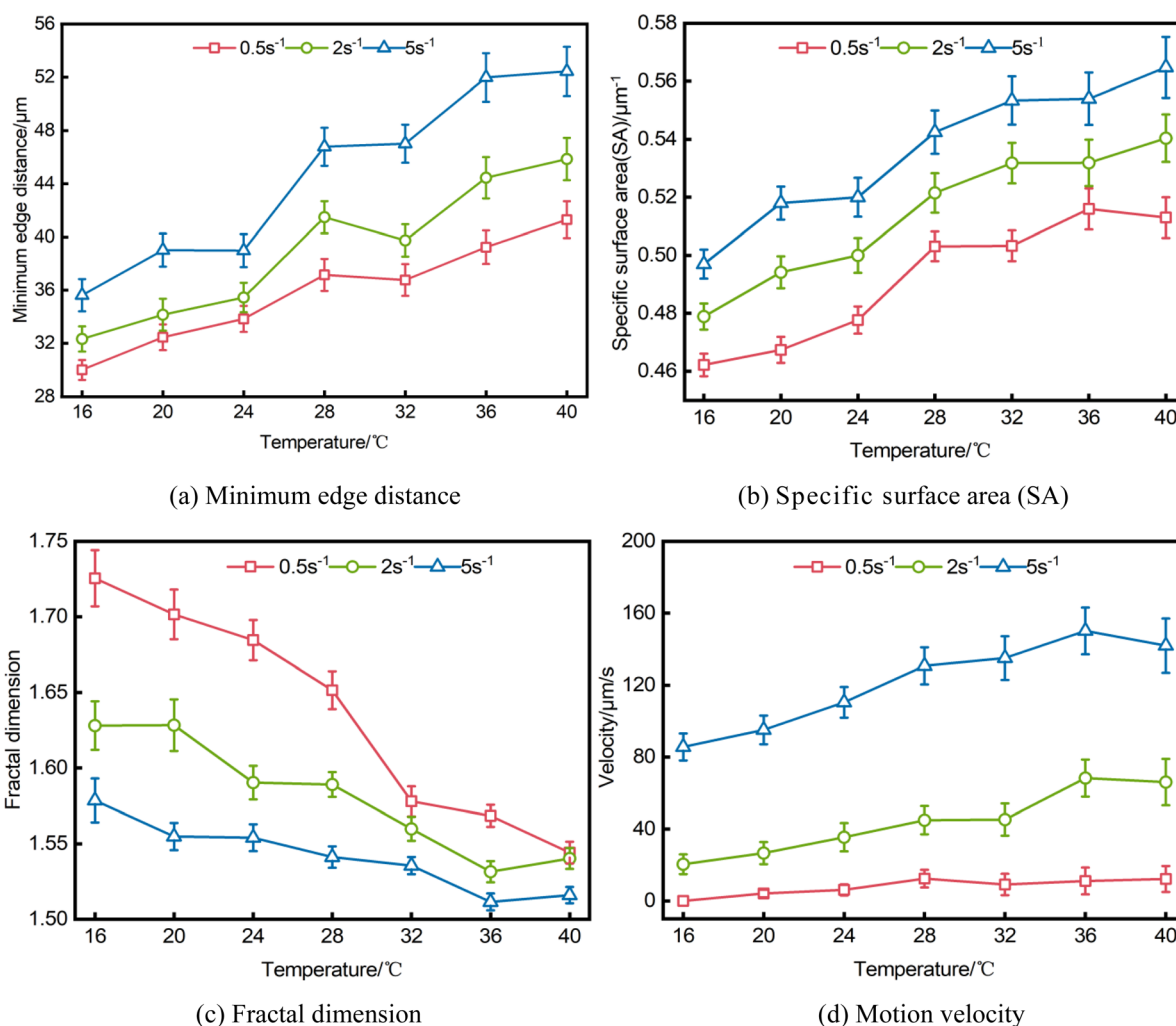 56
52
48
44
40
36
32
28
Minimum edge distance/μm
0.5s⁻¹ 2s⁻¹ 5s⁻¹
16 20 24 28 32 36 40
Temperature/℃
(a) Minimum edge distance
0.58
0.56
0.54
0.52
0.50
0.48
0.46
Specific surface area(SA)/μm⁻¹
0.5s⁻¹ 2s⁻¹ 5s⁻¹
16 20 24 28 32 36 40
Temperature/℃
(b) Specific surface area (SA)
1.75
1.70
1.65
1.60
1.55
1.50
Fractal dimension
0.5s⁻¹ 2s⁻¹ 5s⁻¹
16 20 24 28 32 36 40
Temperature/℃
(c) Fractal dimension
200
160
120
80
40
0
Velocity/μm/s
0.5s⁻¹ 2s⁻¹ 5s⁻¹
16 20 24 28 32 36 40
Temperature/℃
(d) Motion velocity